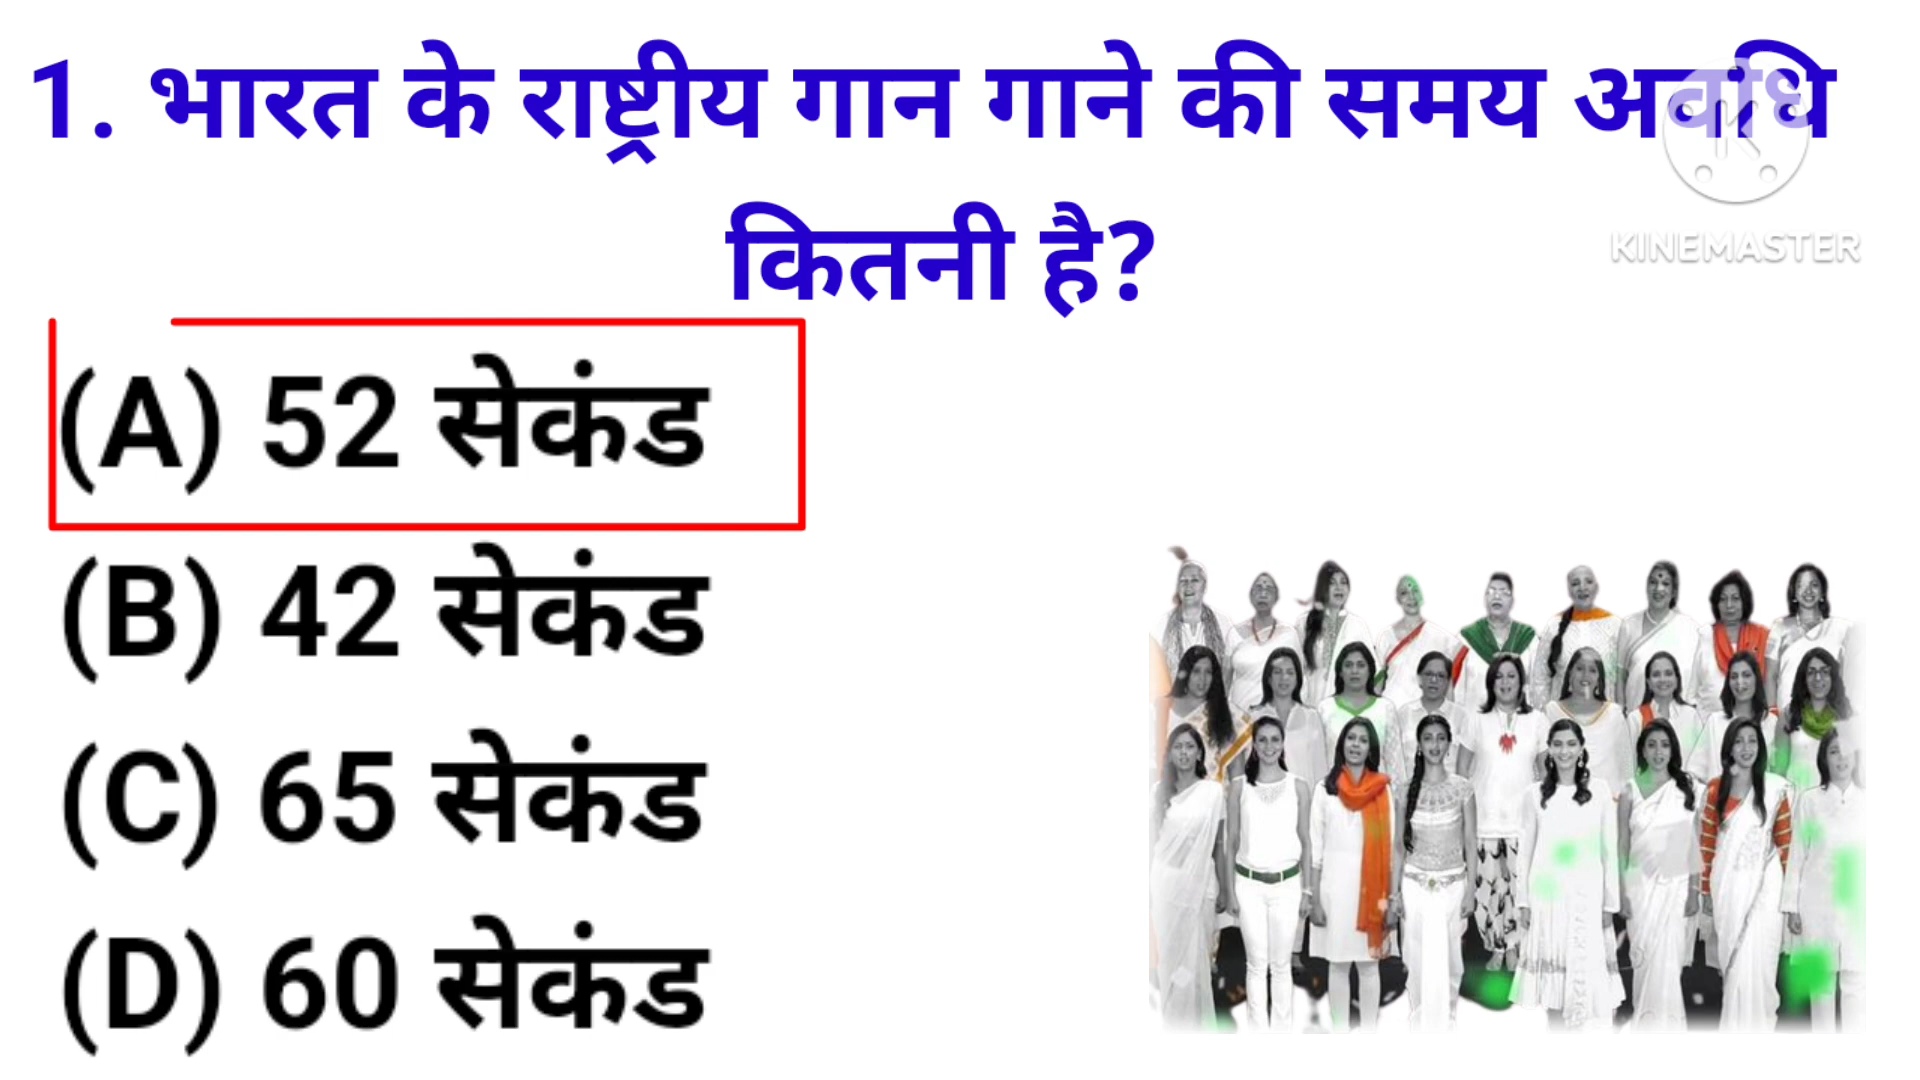 1. भारत के राष्ट्रीय गान गाने की समय अवधि
कितनी है?
KINEMASTER
(A) 52 सेकंड
(B) 42 सेकंड
(C) 65 सेकंड
(D) 60 सेकंड